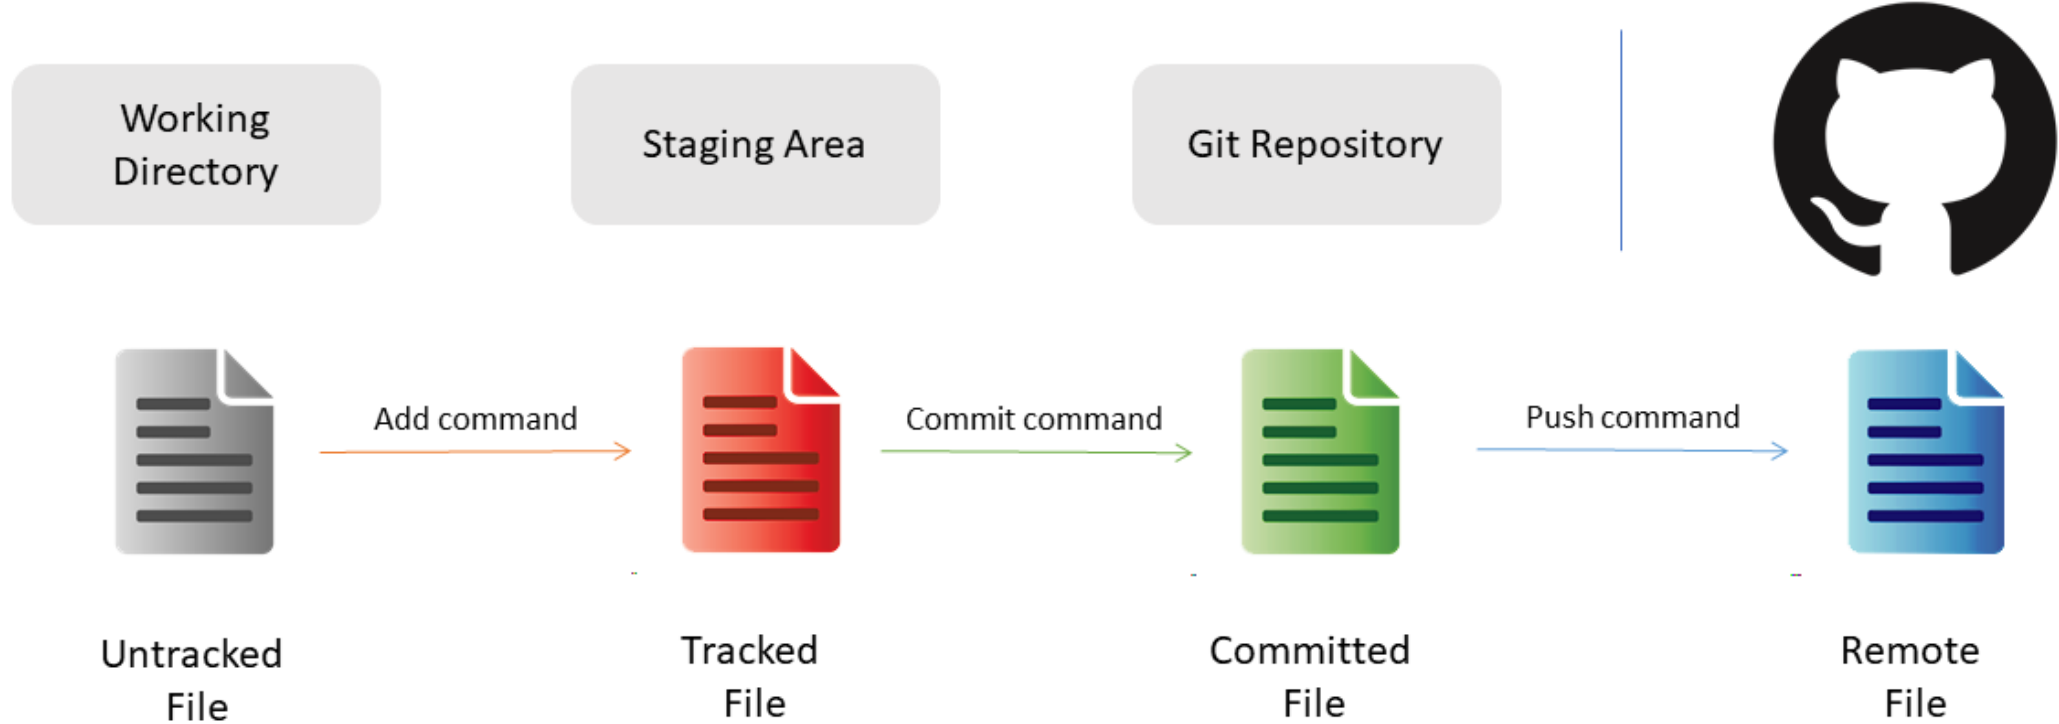 Working
Directory
Staging Area
Git Repository
Add command
Commit command
Push command
Untracked
File
Tracked
File
Committed
File
Remote
File